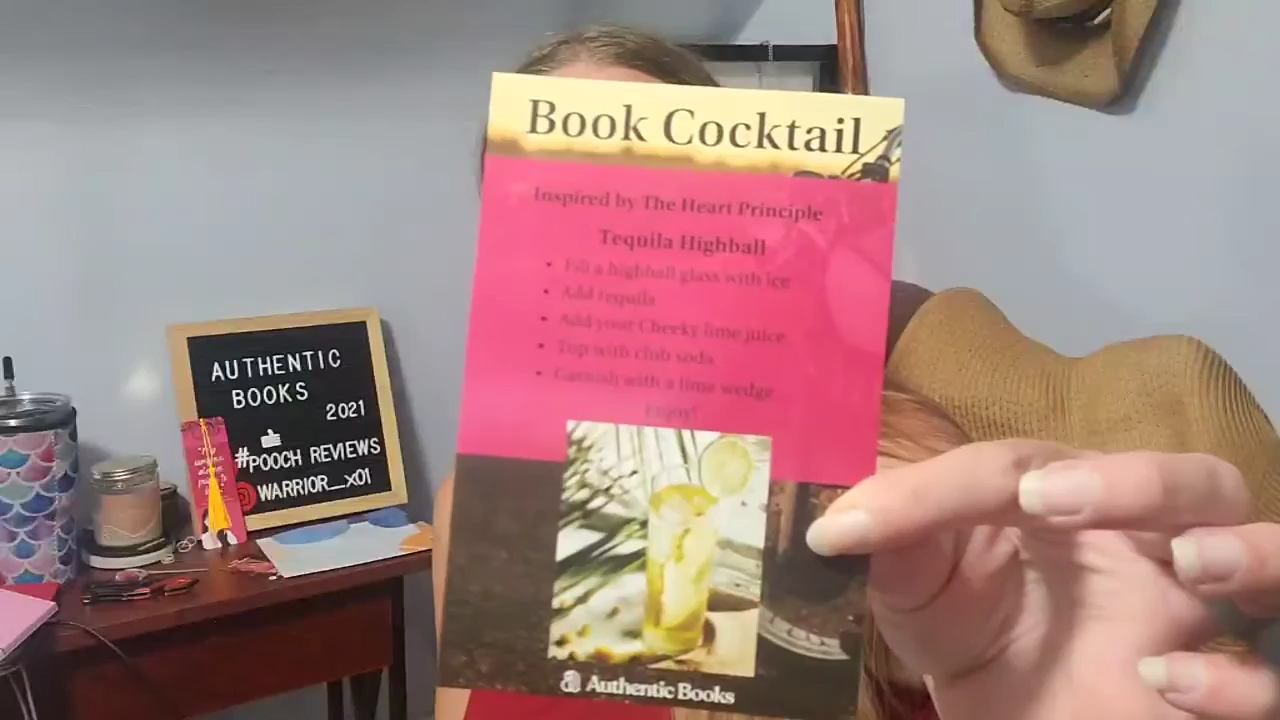 Book Cocktail
Inspired by The Heart Principle
Tequila Highball
• Fill a highball glass with ice
• Add tequila
• Add your Cheeky lime juice
• Top with club soda
• Garnish with a lime wedge
Enjoy!
Authentic Books
AUTHENTIC
BOOKS
2021
#POOCH REVIEWS
WARRIOR_X01